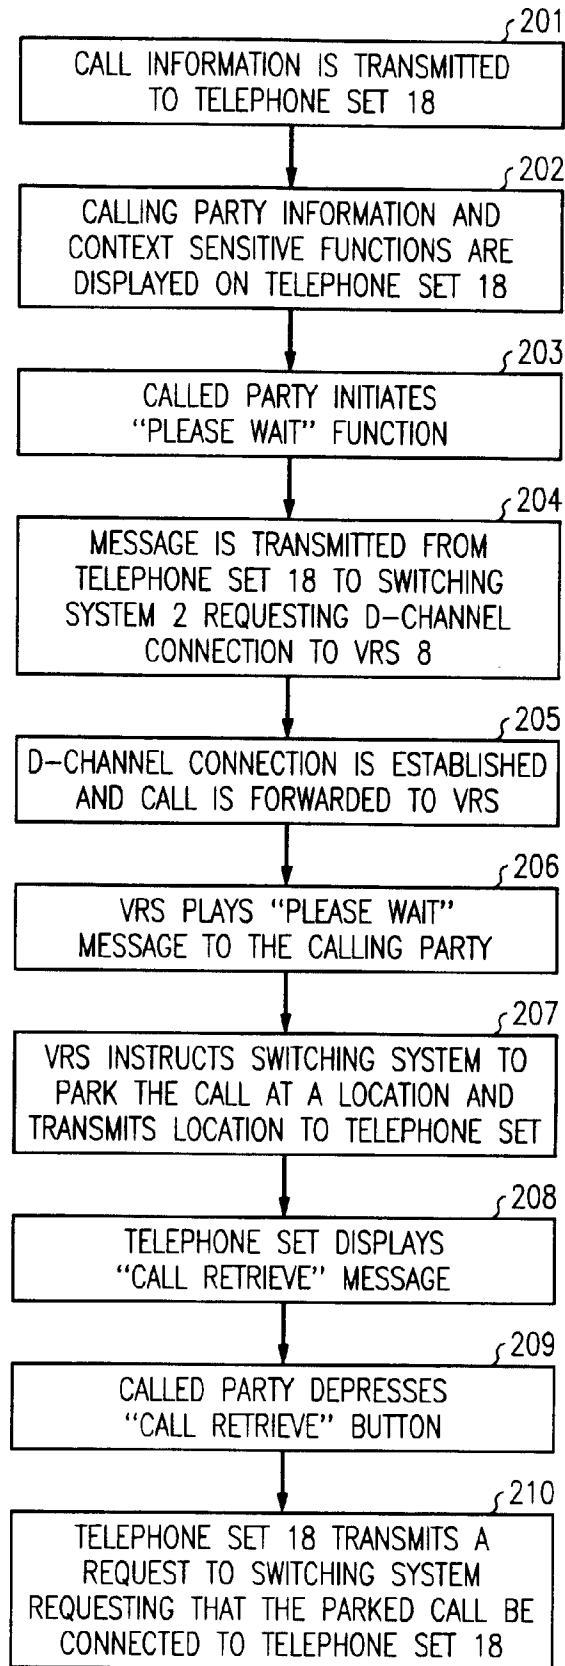 201
CALL INFORMATION IS TRANSMITTED
TO TELEPHONE SET 18
202
CALLING PARTY INFORMATION AND
CONTEXT SENSITIVE FUNCTIONS ARE
DISPLAYED ON TELEPHONE SET 18
203
CALLED PARTY INITIATES
"PLEASE WAIT" FUNCTION
204
MESSAGE IS TRANSMITTED FROM
TELEPHONE SET 18 TO SWITCHING
SYSTEM 2 REQUESTING D-CHANNEL
CONNECTION TO VRS 8
205
D-CHANNEL CONNECTION IS ESTABLISHED
AND CALL IS FORWARDED TO VRS
206
VRS PLAYS "PLEASE WAIT"
MESSAGE TO THE CALLING PARTY
207
VRS INSTRUCTS SWITCHING SYSTEM TO
PARK THE CALL AT A LOCATION AND
TRANSMITS LOCATION TO TELEPHONE SET
208
TELEPHONE SET DISPLAYS
"CALL RETRIEVE" MESSAGE
209
CALLED PARTY DEPRESSES
"CALL RETRIEVE" BUTTON
210
TELEPHONE SET 18 TRANSMITS A
REQUEST TO SWITCHING SYSTEM
REQUESTING THAT THE PARKED CALL BE
CONNECTED TO TELEPHONE SET 18